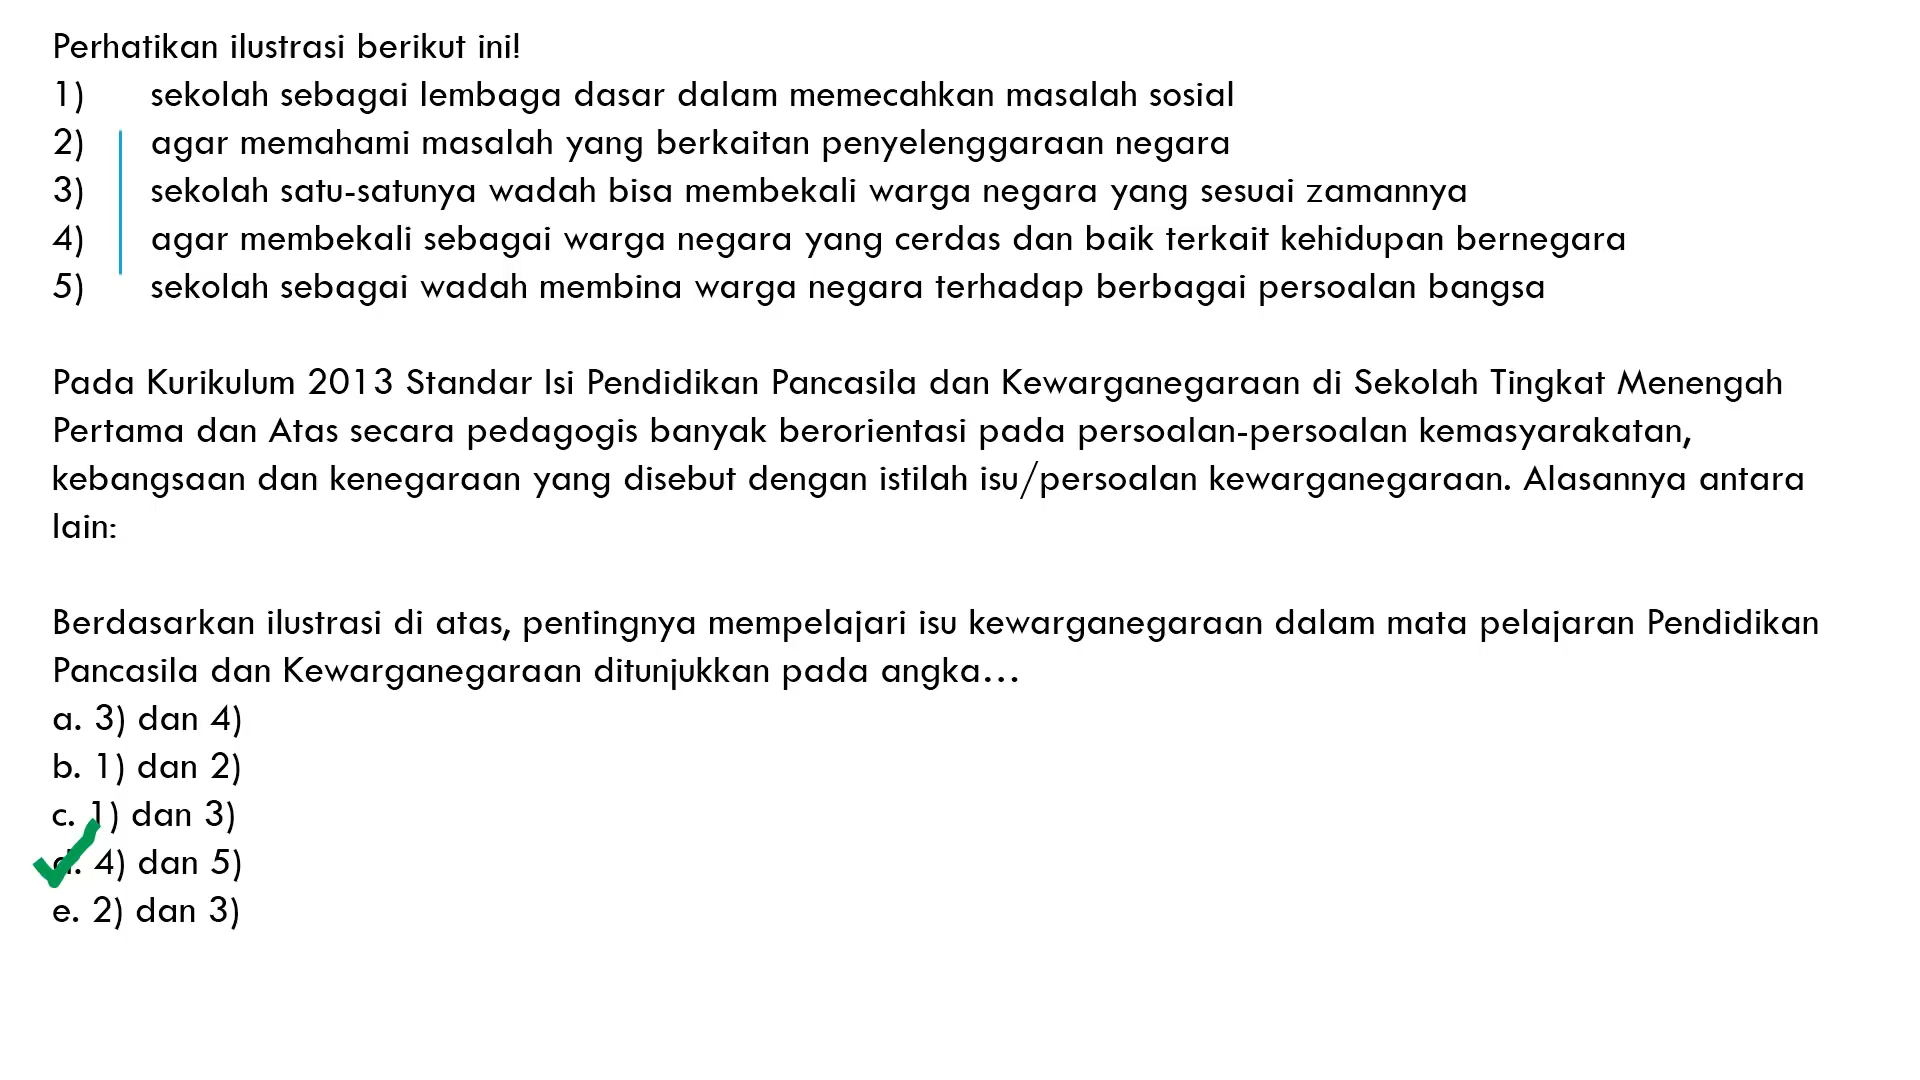 Perhatikan ilustrasi berikut ini!
1) sekolah sebagai lembaga dasar dalam memecahkan masalah sosial
2) agar memahami masalah yang berkaitan penyelenggaraan negara
3) sekolah satu-satunya wadah bisa membekali warga negara yang sesuai zamannya
4) agar membekali sebagai warga negara yang cerdas dan baik terkait kehidupan bernegara
5) sekolah sebagai wadah membina warga negara terhadap berbagai persoalan bangsa
Pada Kurikulum 2013 Standar Isi Pendidikan Pancasila dan Kewarganegaraan di Sekolah Tingkat Menengah
Pertama dan Atas secara pedagogis banyak berorientasi pada persoalan-persoalan kemasyarakatan,
kebangsaan dan kenegaraan yang disebut dengan istilah isu/persoalan kewarganegaraan. Alasannya antara
lain:
Berdasarkan ilustrasi di atas, pentingnya mempelajari isu kewarganegaraan dalam mata pelajaran Pendidikan
Pancasila dan Kewarganegaraan ditunjukkan pada angka...
a. 3) dan 4)
b. 1) dan 2)
c. 1) dan 3)
d. 4) dan 5)
e. 2) dan 3)